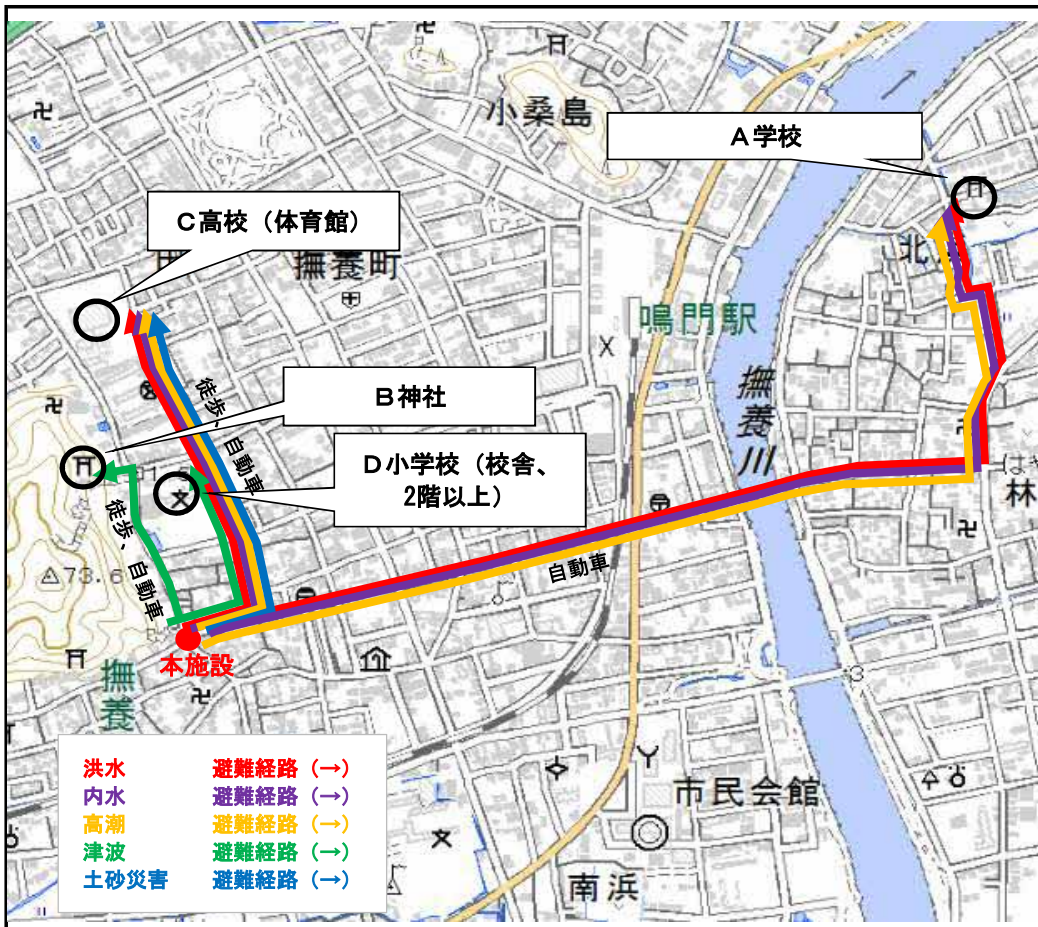 小桑島
A学校
C高校（体育館）
撫養町
北
鳴門駅
B神社
撫養川
徒歩、自動車
D小学校（校舎、
2階以上）
林
徒歩、自動車
73.6
自動車
本施設
撫養
洪水 避難経路（→）
内水 避難経路（→）
高潮 避難経路（→）
津波 避難経路（→）
土砂災害 避難経路（→）
市民会館
南浜